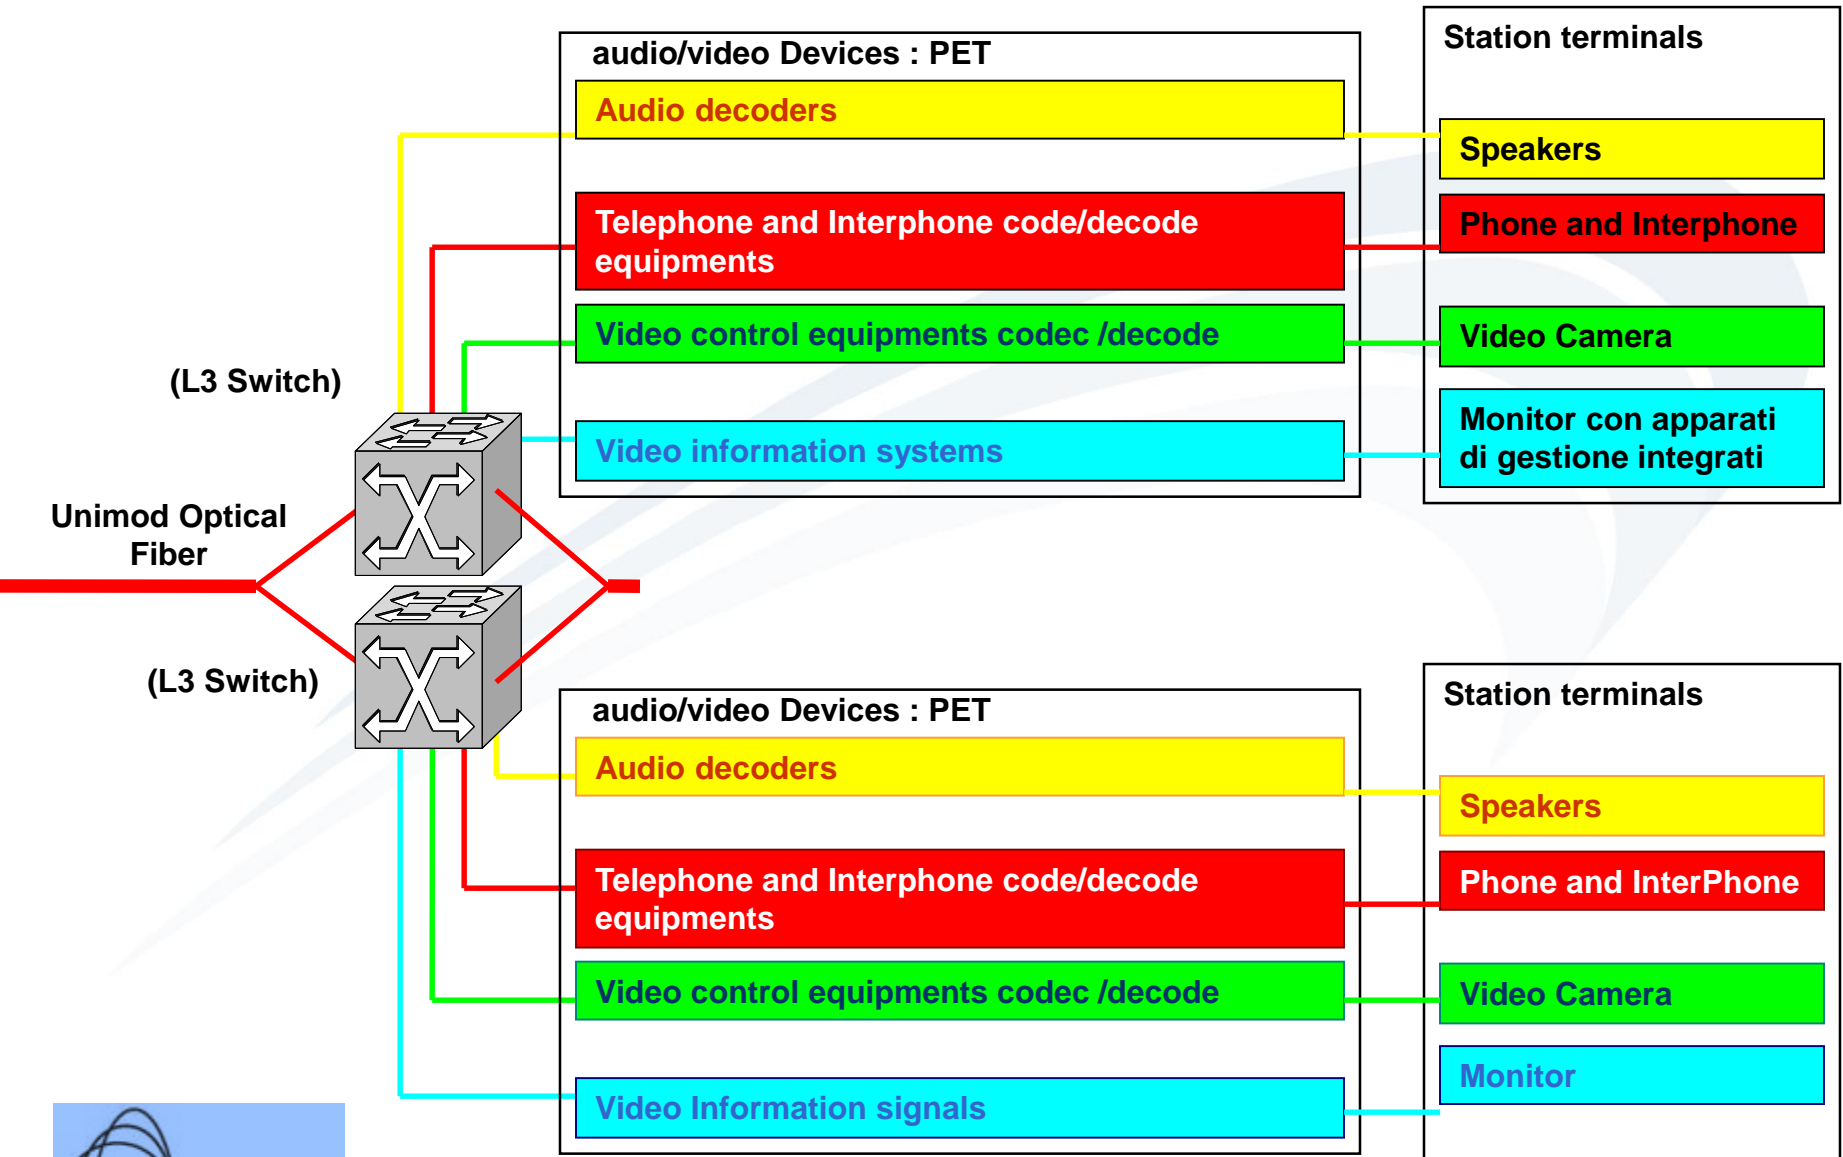 audio/video Devices : PET
Audio decoders
Telephone and Interphone code/decode
equipments
Video control equipments codec /decode
Video information systems
Station terminals
Speakers
Phone and Interphone
Video Camera
Monitor con apparati
di gestione integrati
(L3 Switch)
Unimod Optical
Fiber
(L3 Switch)
audio/video Devices : PET
Audio decoders
Telephone and Interphone code/decode
equipments
Video control equipments codec /decode
Video Information signals
Station terminals
Speakers
Phone and InterPhone
Video Camera
Monitor